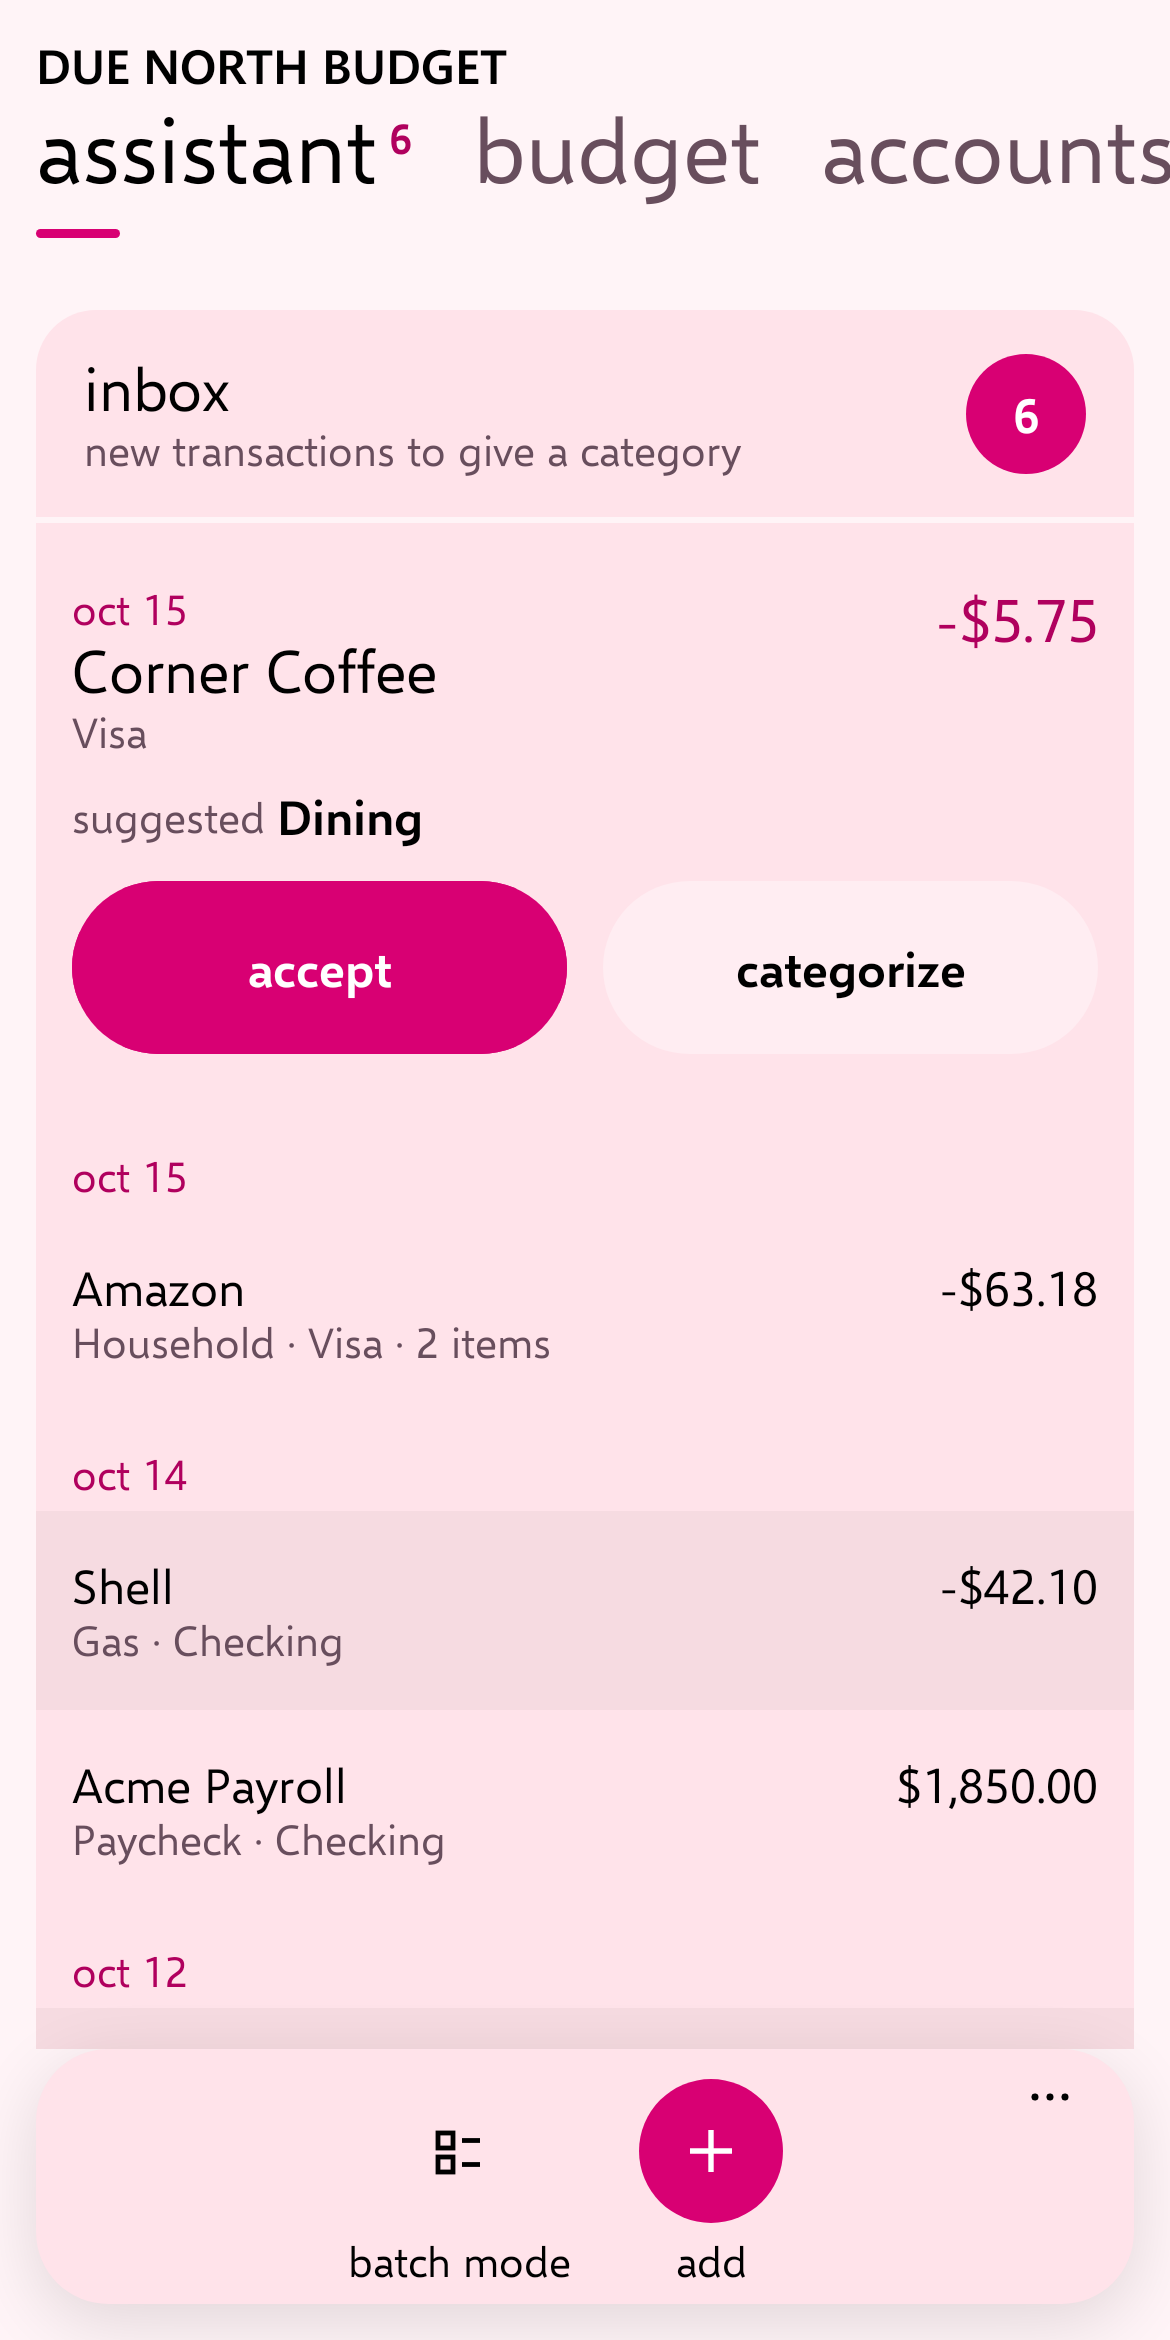 DUE NORTH BUDGET
assistant 6 budget accounts
inbox
new transactions to give a category
6
oct 15
-$5.75
Corner Coffee
Visa
suggested Dining
accept
categorize
oct 15
Amazon
-$63.18
Household · Visa · 2 items
oct 14
Shell
-$42.10
Gas · Checking
Acme Payroll
$1,850.00
Paycheck · Checking
oct 12
...
batch mode
add